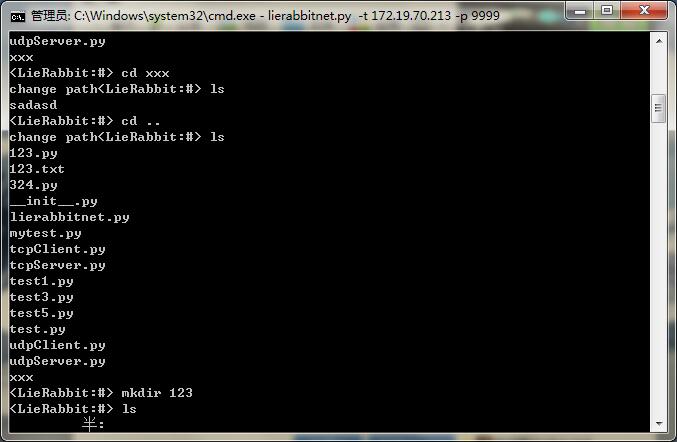 管理员: C:\Windows\system32\cmd.exe - lierabbitnet.py  -t 172.19.70.213 -p 9999
udpServer.py
xxx
<LieRabbit:#> cd xxx
change path<LieRabbit:#> ls
sadasd
<LieRabbit:#> cd ..
change path<LieRabbit:#> ls
123.py
123.txt
324.py
__init__.py
lierabbitnet.py
mytest.py
tcpClient.py
tcpServer.py
test1.py
test3.py
test5.py
test.py
udpClient.py
udpServer.py
xxx
<LieRabbit:#> mkdir 123
<LieRabbit:#> ls
半: